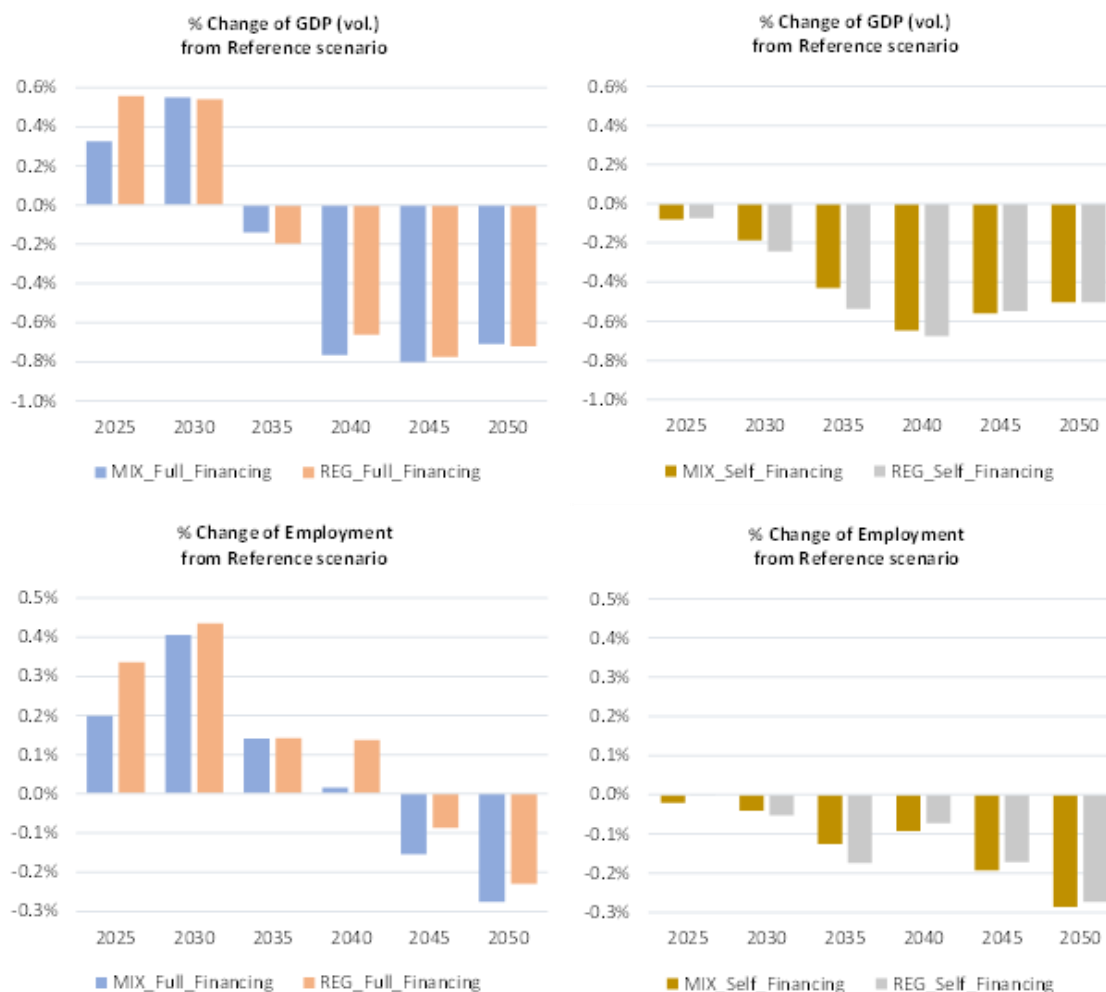 % Change of GDP (vol.)
from Reference scenario
0.6%
0.4%
0.2%
0.0%
-0.2%
-0.4%
-0.6%
-0.8%
-1.0%
2025 2030 2035 2040 2045 2050
MIX_Full_Financing REG_Full_Financing
% Change of GDP (vol.)
from Reference scenario
0.6%
0.4%
0.2%
0.0%
-0.2%
-0.4%
-0.6%
-0.8%
-1.0%
2025 2030 2035 2040 2045 2050
MIX_Self_Financing REG_Self_Financing
% Change of Employment
from Reference scenario
0.5%
0.4%
0.3%
0.2%
0.1%
0.0%
-0.1%
-0.2%
-0.3%
2025 2030 2035 2040 2045 2050
MIX_Full_Financing REG_Full_Financing
% Change of Employment
from Reference scenario
0.5%
0.4%
0.3%
0.2%
0.1%
0.0%
-0.1%
-0.2%
-0.3%
2025 2030 2035 2040 2045 2050
MIX_Self_Financing REG_Self_Financing